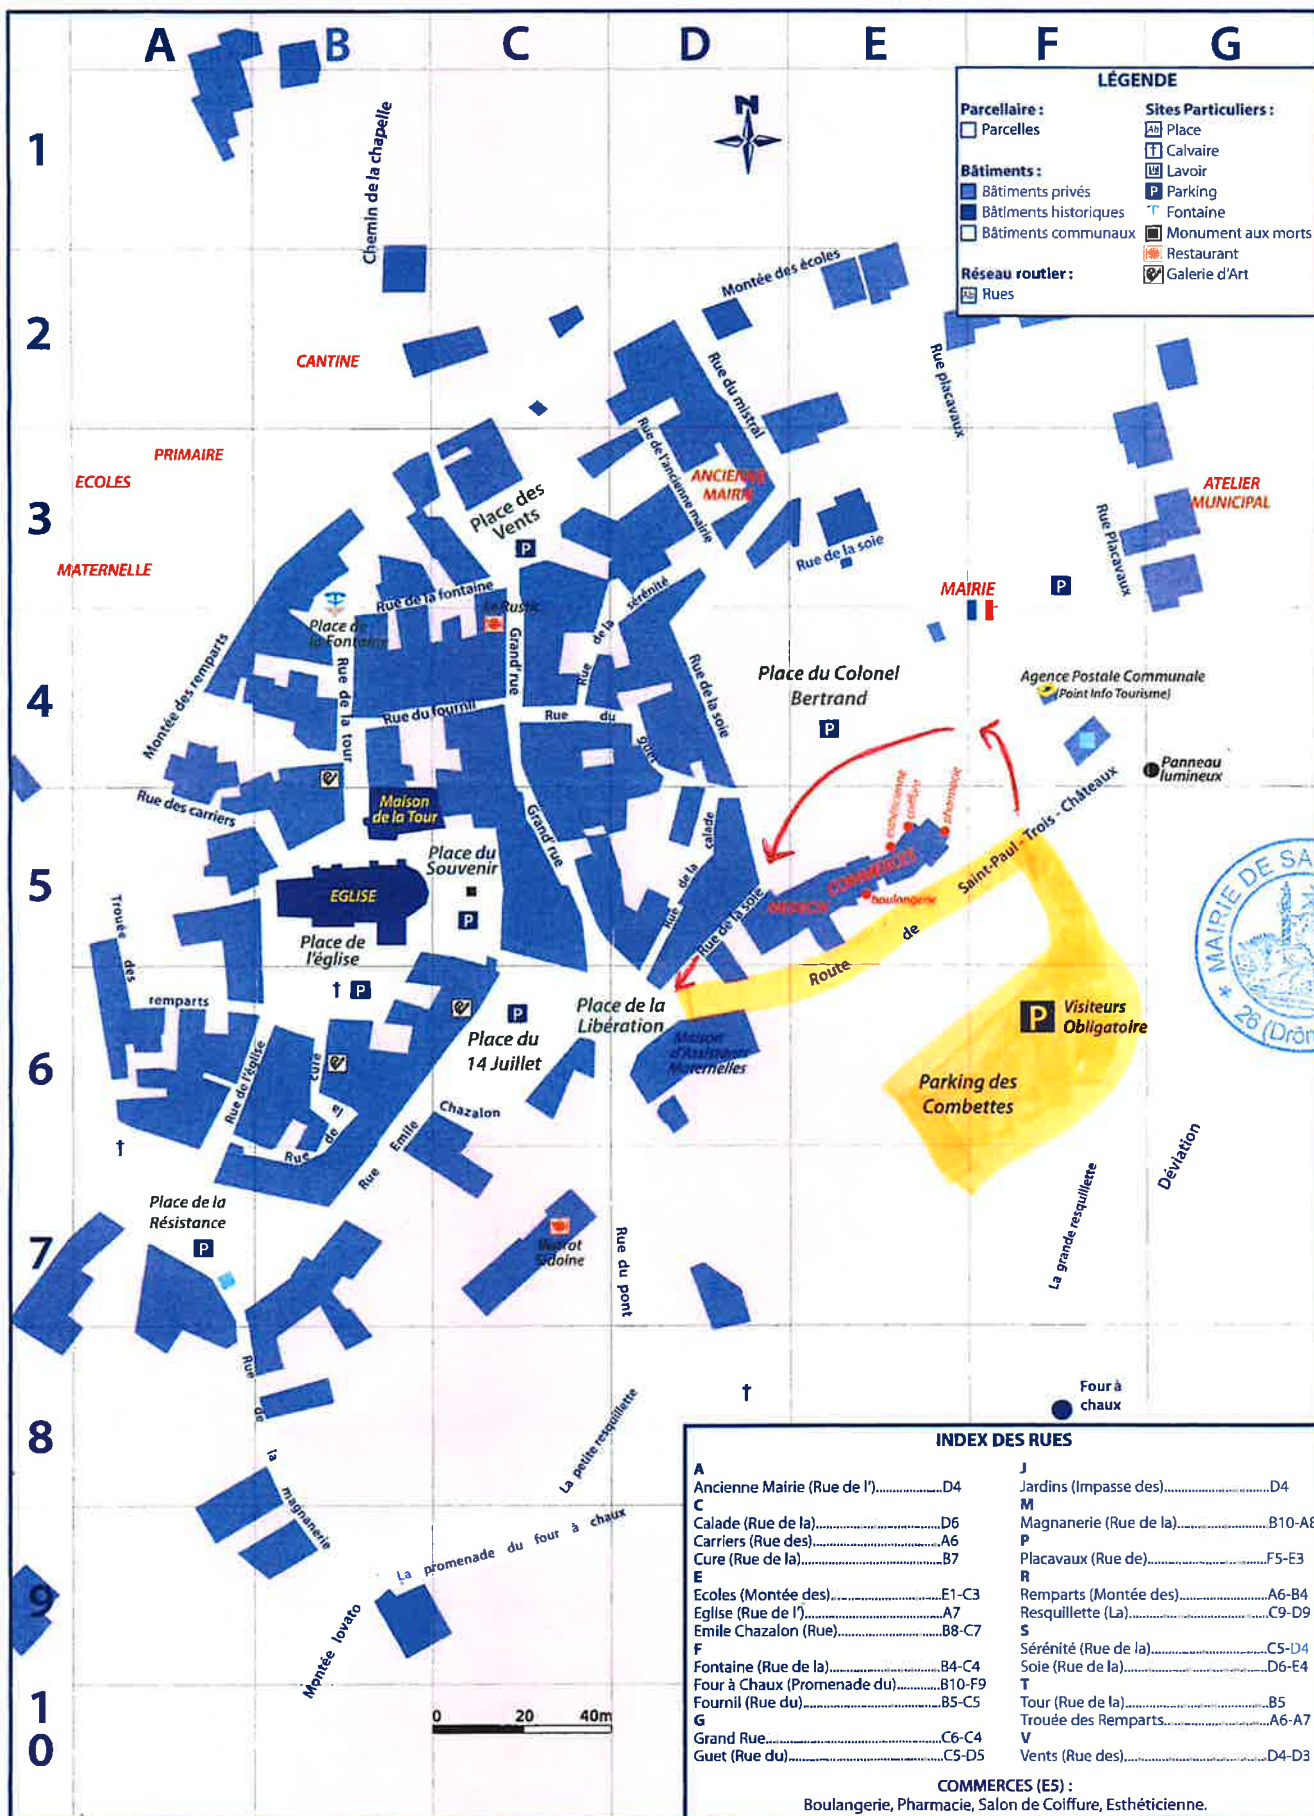 A B C D E F G
1
2
3
4
5
6
7
8
9
1
0
N
LÉGENDE
Parcellaire :
Parcelles
Bâtiments :
Bâtiments privés
Bâtiments historiques
Bâtiments communaux
Réseau routier :
Ab Rues
Sites Particuliers :
Ab Place
Calvaire
Lavoir
P Parking
Fontaine
Monument aux morts
Restaurant
Galerie d'Art
Chemin de la chapelle
Montée des écoles
CANTINE
Rue du mistral
Rue placavaux
PRIMAIRE
ECOLES
MATERNELLE
Rue de l'ancienne mairie
ANCIENNE
MAIRIE
ATELIER
MUNICIPAL
Place des
Vents
P
Rue de la soie
Rue Placavaux
MAIRIE
P
Rue de la fontaine
Le Rustic
Place de
la Fontaine
Rue de la sérénité
Grand' rue
Montée des remparts
Rue de la tour
Rue du fournil
Rue du guet
Rue de la soie
Place du Colonel
Bertrand
P
Agence Postale Communale
(Point Info Tourisme)
Panneau
lumineux
Rue des carriers
Maison
de la Tour
Grand' rue
Place du
Souvenir
P
EGLISE
Place de
l'église
P
Rue de la calade
Rue de la soie
esthéticienne
coiffure
pharmacie
COMMERCES
MEDECIN
boulangerie
Route de Saint-Paul - Trois - Châteaux
Trouée des remparts
Place de la
Libération
P
Place du
14 Juillet
Maison
d'Assistantes
Maternelles
P Visiteurs
Obligatoire
Parking des
Combettes
MAIRIE DE SA
26 (Drôm
Rue de l'église
Rue de la cure
Rue Emile Chazalon
Place de la
Résistance
P
Bistrot
Sidoine
Rue du pont
La grande resquillette
Déviation
Rue de la magnanerie
La petite resquillette
Four à
chaux
La promenade du four à chaux
Montée lovato
0 20 40m
INDEX DES RUES
A
Ancienne Mairie (Rue de l')..............D4
C
Calade (Rue de la)..............D6
Carriers (Rue des)..............A6
Cure (Rue de la)..............B7
E
Ecoles (Montée des)..............E1-C3
Eglise (Rue de l')..............A7
Emile Chazalon (Rue)..............B8-C7
F
Fontaine (Rue de la)..............B4-C4
Four à Chaux (Promenade du)..............B10-F9
Fournil (Rue du)..............B5-C5
G
Grand Rue..............C6-C4
Guet (Rue du)..............C5-D5
J
Jardins (Impasse des)..............D4
M
Magnanerie (Rue de la)..............B10-A8
P
Placavaux (Rue de)..............F5-E3
R
Remparts (Montée des)..............A6-B4
Resquillette (La)..............C9-D9
S
Sérénité (Rue de la)..............C5-D4
Soie (Rue de la)..............D6-E4
T
Tour (Rue de la)..............B5
Trouée des Remparts..............A6-A7
V
Vents (Rue des)..............D4-D3
COMMERCES (E5) :
Boulangerie, Pharmacie, Salon de Coiffure, Esthéticienne.